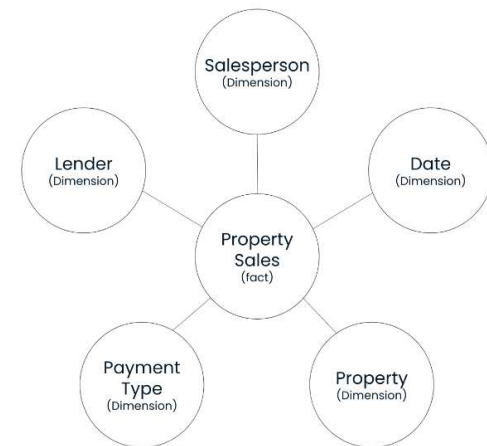 Salesperson
(Dimension)
Lender
(Dimension)
Date
(Dimension)
Property
Sales
(fact)
Payment
Type
(Dimension)
Property
(Dimension)